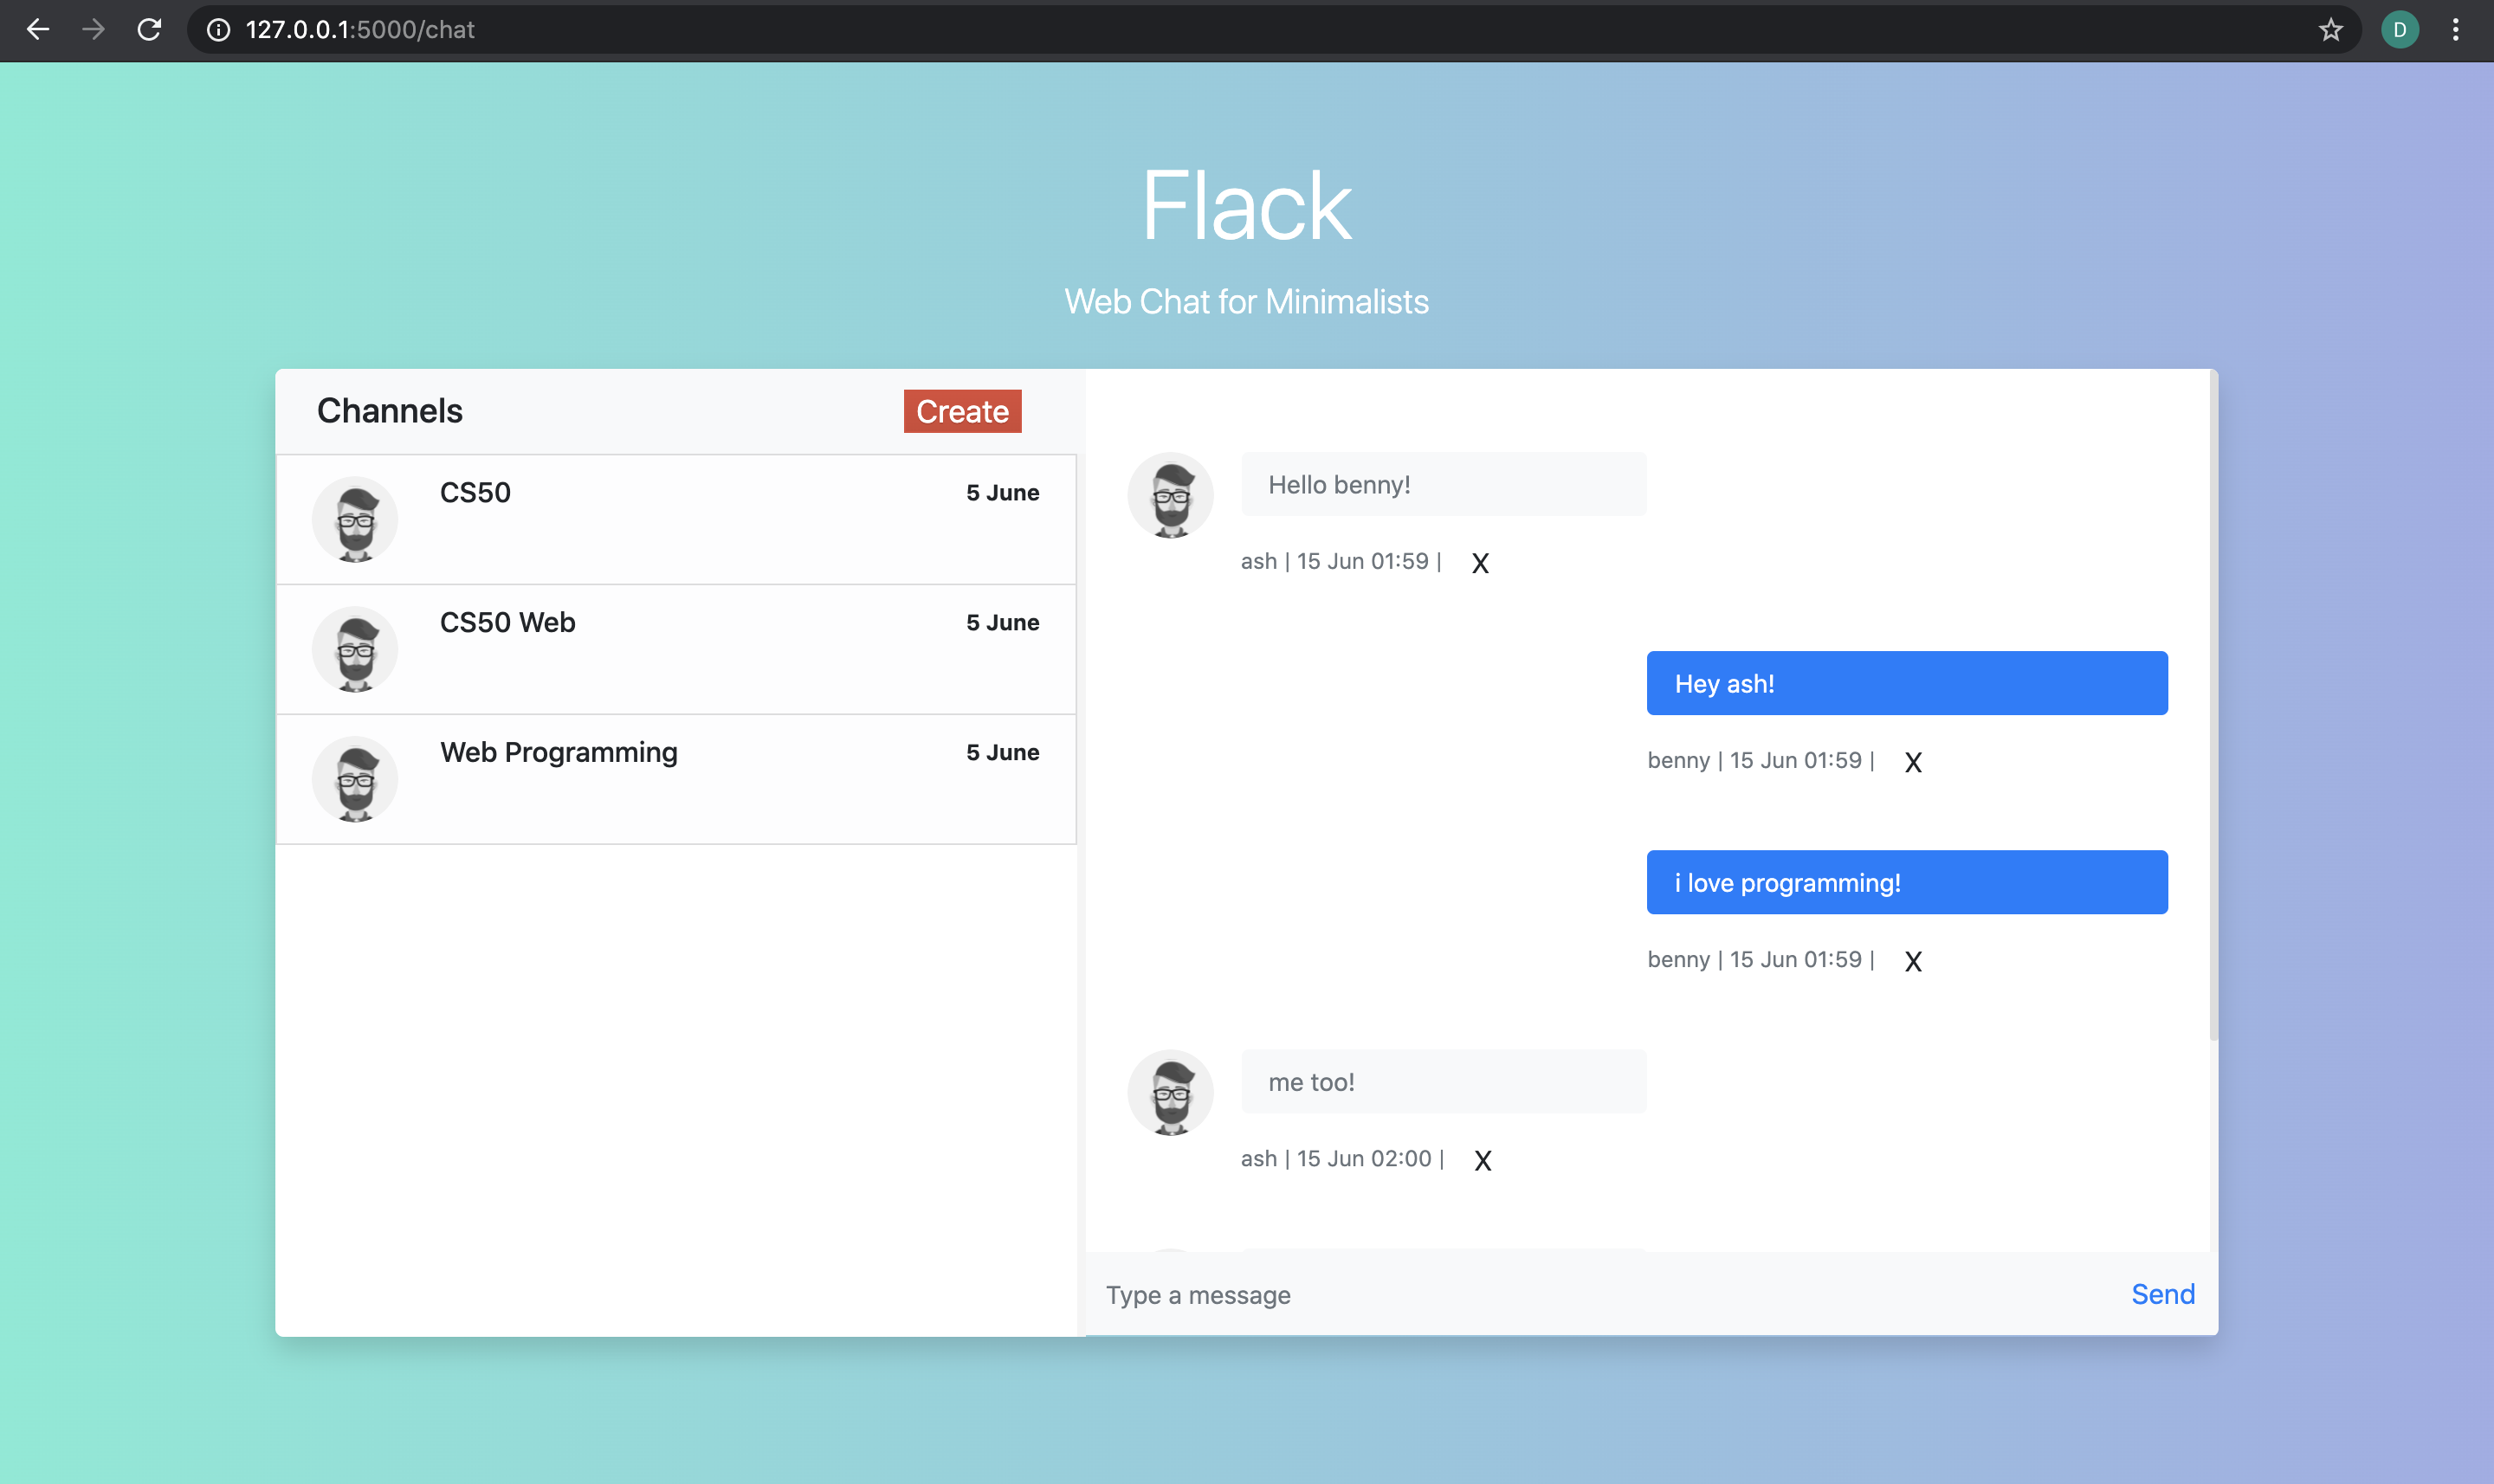 127.0.0.1:5000/chat
D
Flack
Web Chat for Minimalists
Channels
Create
CS50
5 June
CS50 Web
5 June
Web Programming
5 June
Hello benny!
ash | 15 Jun 01:59 | X
Hey ash!
benny | 15 Jun 01:59 | X
i love programming!
benny | 15 Jun 01:59 | X
me too!
ash | 15 Jun 02:00 | X
Type a message
Send